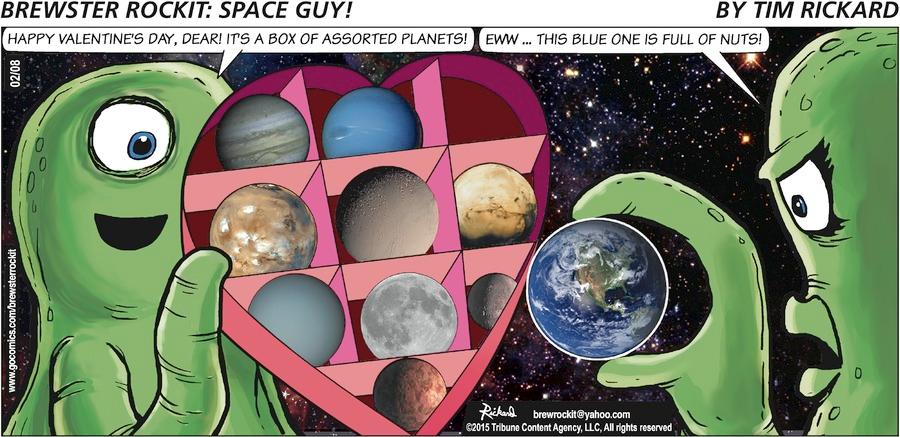 BREWSTER ROCKIT: SPACE GUY! BY TIM RICKARD
HAPPY VALENTINE'S DAY, DEAR! IT'S A BOX OF ASSORTED PLANETS!
EWW ... THIS BLUE ONE IS FULL OF NUTS!
02/08
www.gocomics.com/brewsterrockit
Rickard brewrockit@yahoo.com
©2015 Tribune Content Agency, LLC, All rights reserved